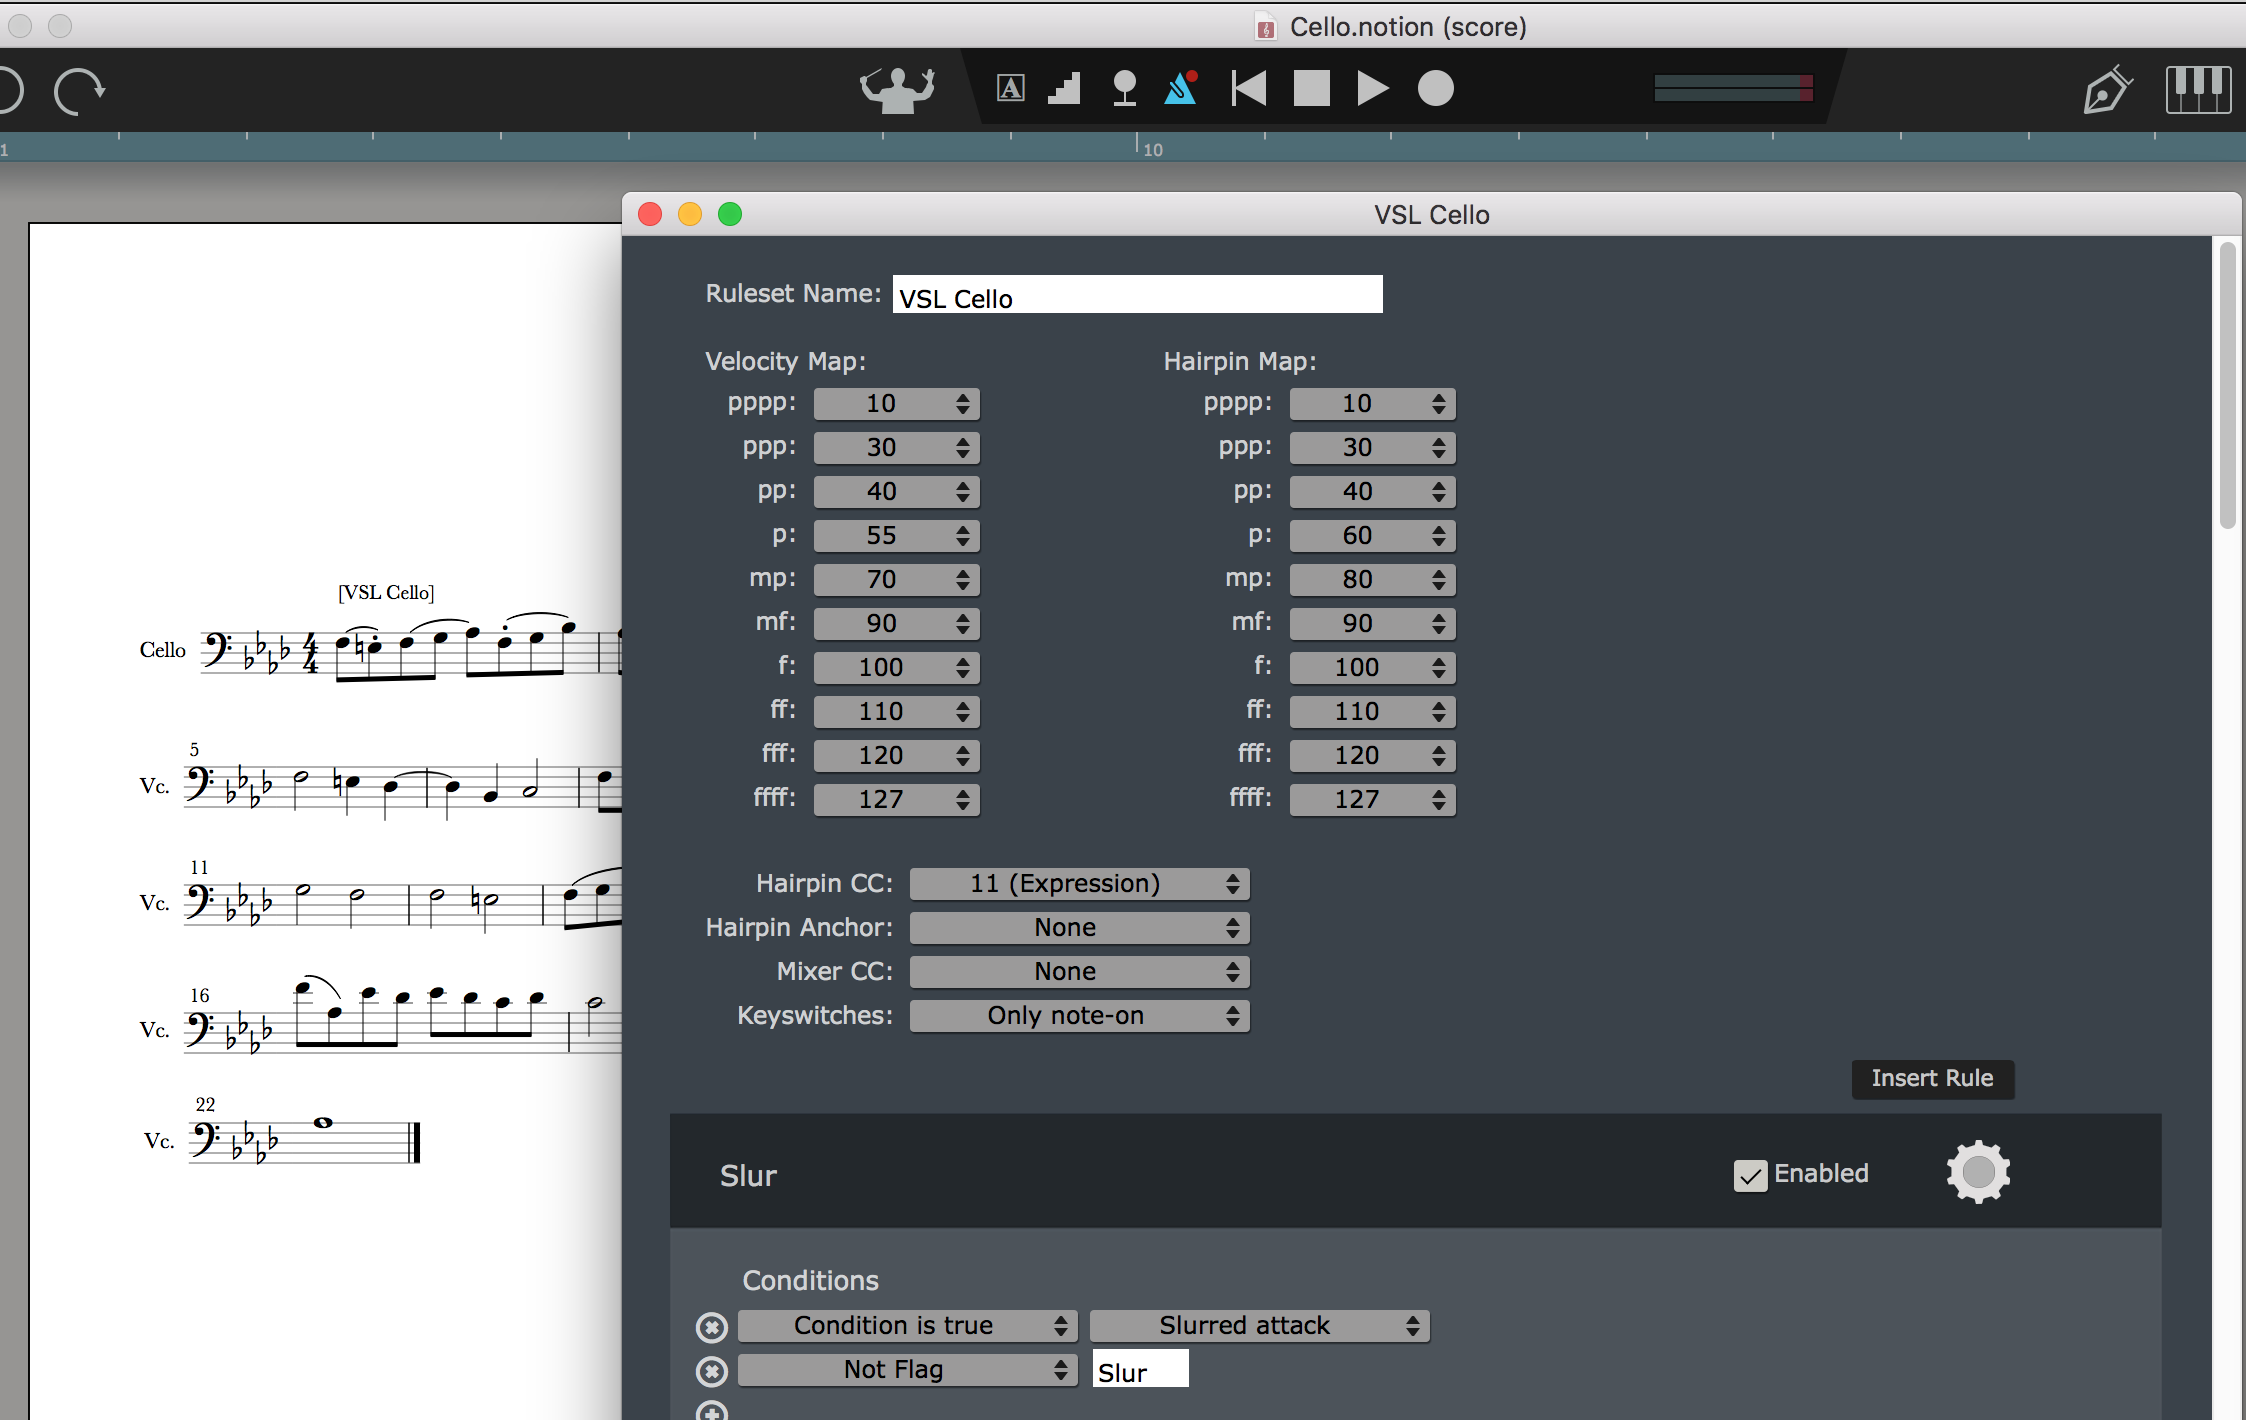 Cello.notion (score)
A
1
10
VSL Cello
Ruleset Name: VSL Cello
Velocity Map: Hairpin Map:
pppp: 10 pppp: 10
ppp: 30 ppp: 30
pp: 40 pp: 40
p: 55 p: 60
mp: 70 mp: 80
mf: 90 mf: 90
f: 100 f: 100
ff: 110 ff: 110
fff: 120 fff: 120
ffff: 127 ffff: 127
Hairpin CC: 11 (Expression)
Hairpin Anchor: None
Mixer CC: None
Keyswitches: Only note-on
Insert Rule
Slur
Enabled
Conditions
Condition is true Slurred attack
Not Flag Slur
[VSL Cello]
Cello
4
4
5
Vc.
11
Vc.
16
Vc.
22
Vc.